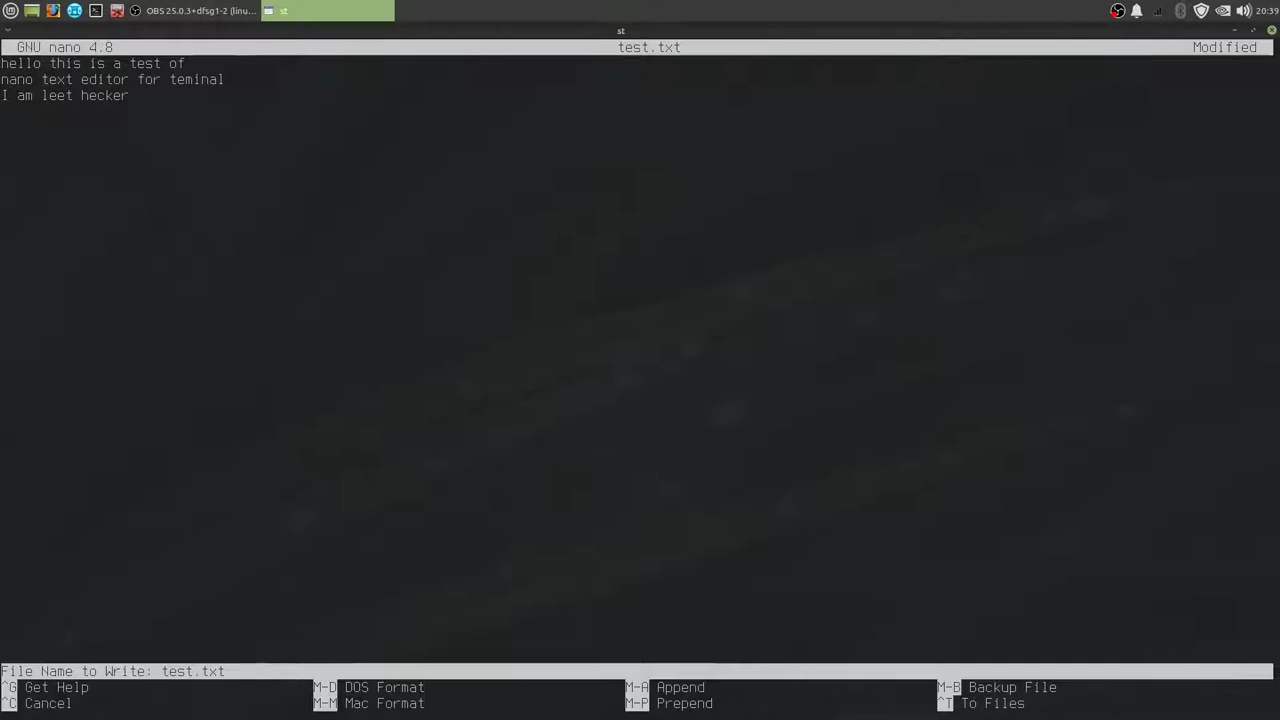 OBS 25.0.3+dfsg1-2 (linu...
st
20:39
st
GNU nano 4.8
test.txt
Modified
hello this is a test of
nano text editor for teminal
I am leet hecker
File Name to Write: test.txt
^G Get Help
M-D DOS Format
M-A Append
M-B Backup File
^C Cancel
M-M Mac Format
M-P Prepend
^T To Files